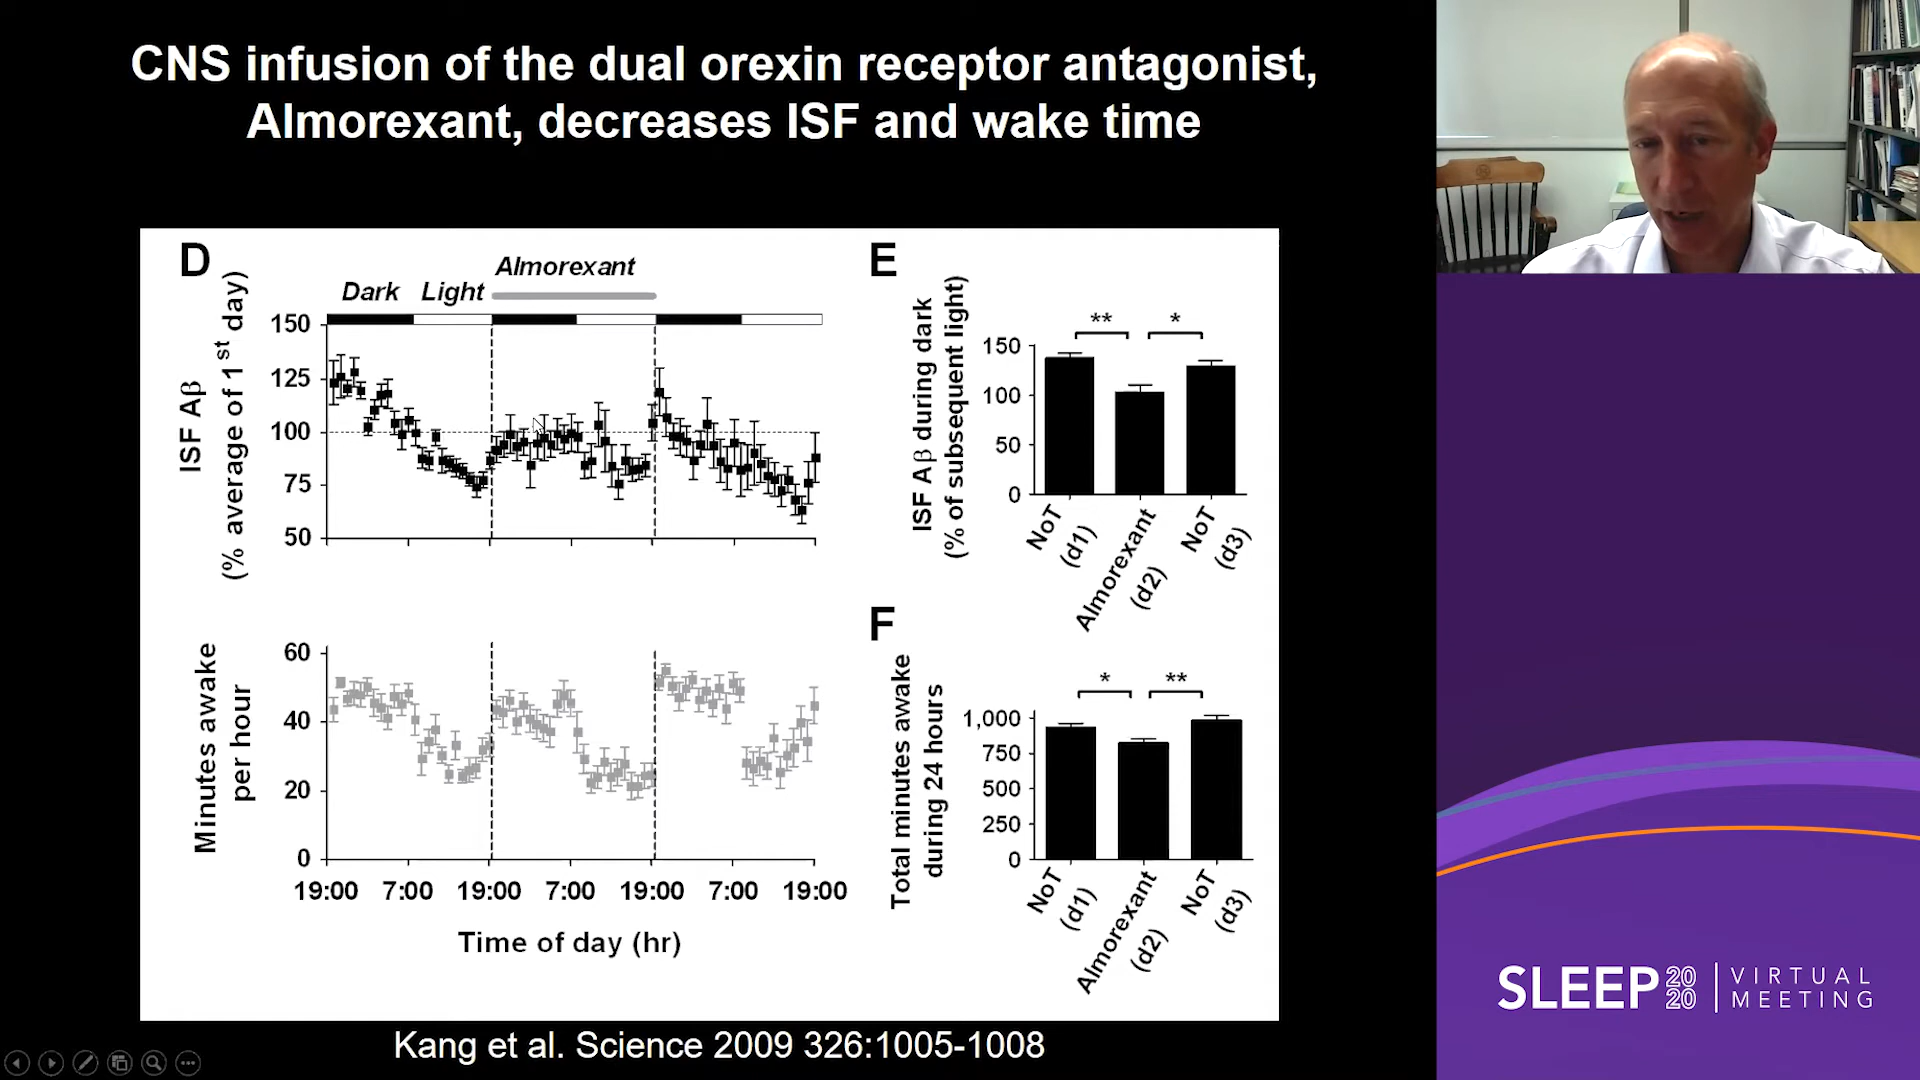 CNS infusion of the dual orexin receptor antagonist,
Almorexant, decreases ISF and wake time
D
Almorexant
Dark Light
ISF Aβ
(% average of 1st day)
150
125
100
75
50
Minutes awake
per hour
60
40
20
0
19:00 7:00 19:00 7:00 19:00 7:00 19:00
Time of day (hr)
E
ISF Aβ during dark
(% of subsequent light)
** *
150
100
50
0
NoT
(d1)
Almorexant
(d2)
NoT
(d3)
F
Total minutes awake
during 24 hours
* **
1,000
750
500
250
0
NoT
(d1)
Almorexant
(d2)
NoT
(d3)
Kang et al. Science 2009 326:1005-1008
SLEEP 2020 VIRTUAL
MEETING